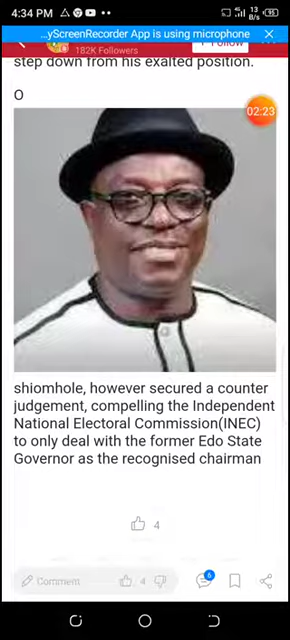 4:34 PM
13
B/s
...yScreenRecorder App is using microphone
182K Followers
+ Follow
step down from his exalted position.
O
02:23
shiomhole, however secured a counter
judgement, compelling the Independent
National Electoral Commission(INEC)
to only deal with the former Edo State
Governor as the recognised chairman
4
Comment
4
6